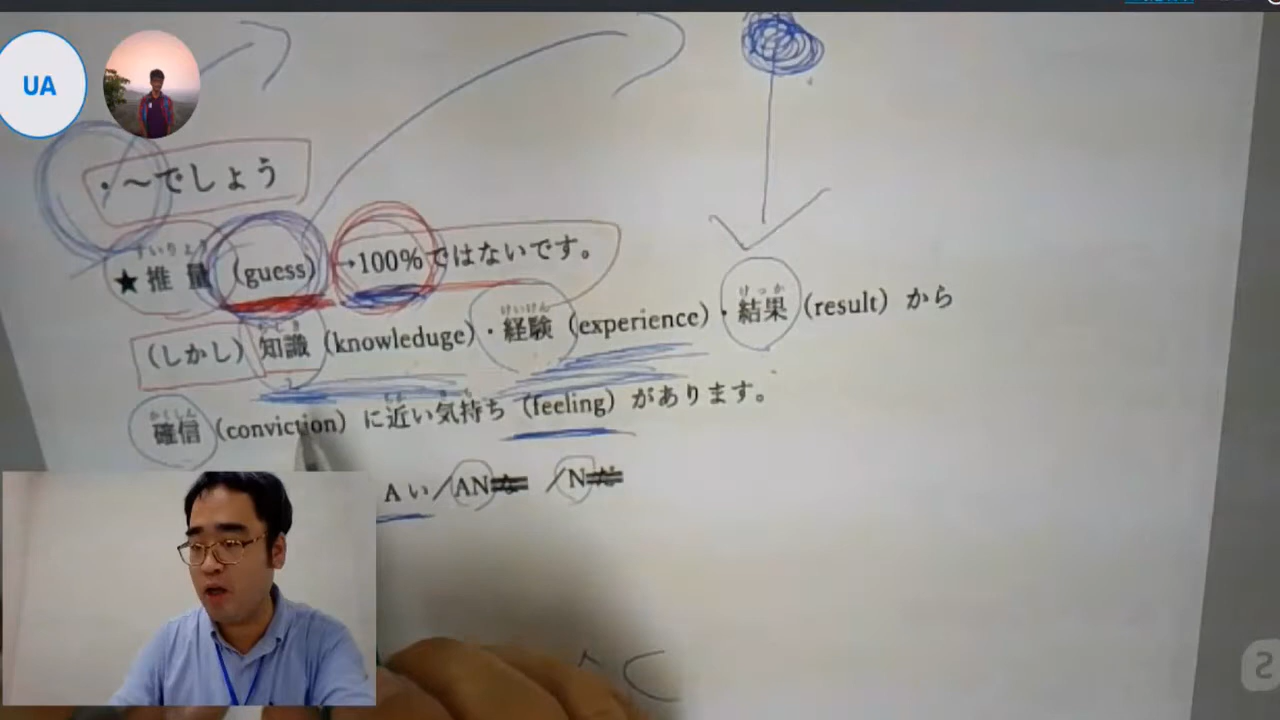 UA
・〜でしょう
すいりょう
★推量（guess）→100%ではないです。
ちしき けいけん けっか
（しかし）知識（knowleduge）・経験（experience）・結果（result）から
かくしん ちか きも
確信（conviction）に近い気持ち（feeling）があります。
Aい／ANな ／Nだ
℃